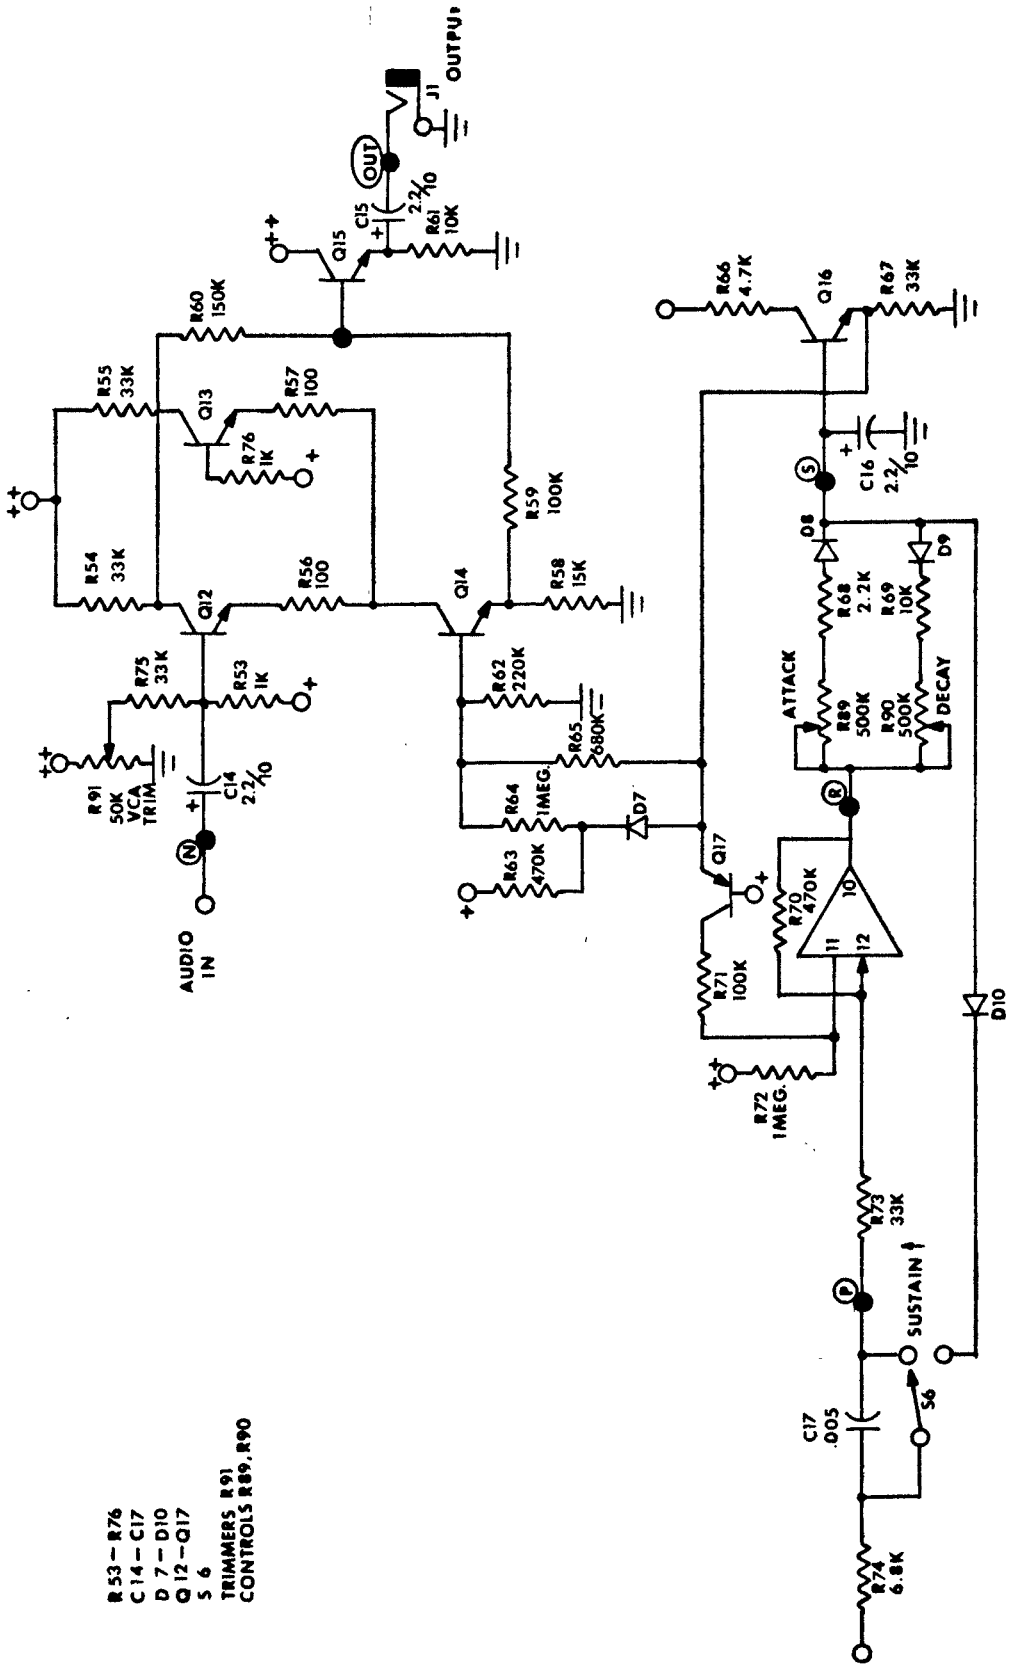 R53—R76
C14—C17
D7—D10
Q12—Q17
S6
TRIMMERS R91
CONTROLS R89,R90
AUDIO
IN
N
C14
2.2/10
+
R91
50K
VCA
TRIM
++
R75
33K
R53
1K
+
R54
33K
++
R55
33K
Q12
Q13
R76
1K
+
R56
100
R57
100
R60
150K
Q14
R58
15K
R59
100K
Q15
++
C15
2.2/10
+
R61
10K
OUT
J1
R62
220K
R65
680K
R64
1MEG.
R63
470K
+
D7
Q17
+
R71
100K
R72
1MEG.
++
R70
470K
11
12
10
R
ATTACK
R89
500K
R90
500K
DECAY
R68
2.2K
R69
10K
D8
D9
S
C16
2.2/10
+
Q16
R66
4.7K
R67
33K
D10
R73
33K
P
SUSTAIN
S6
C17
.005
R74
6.8K